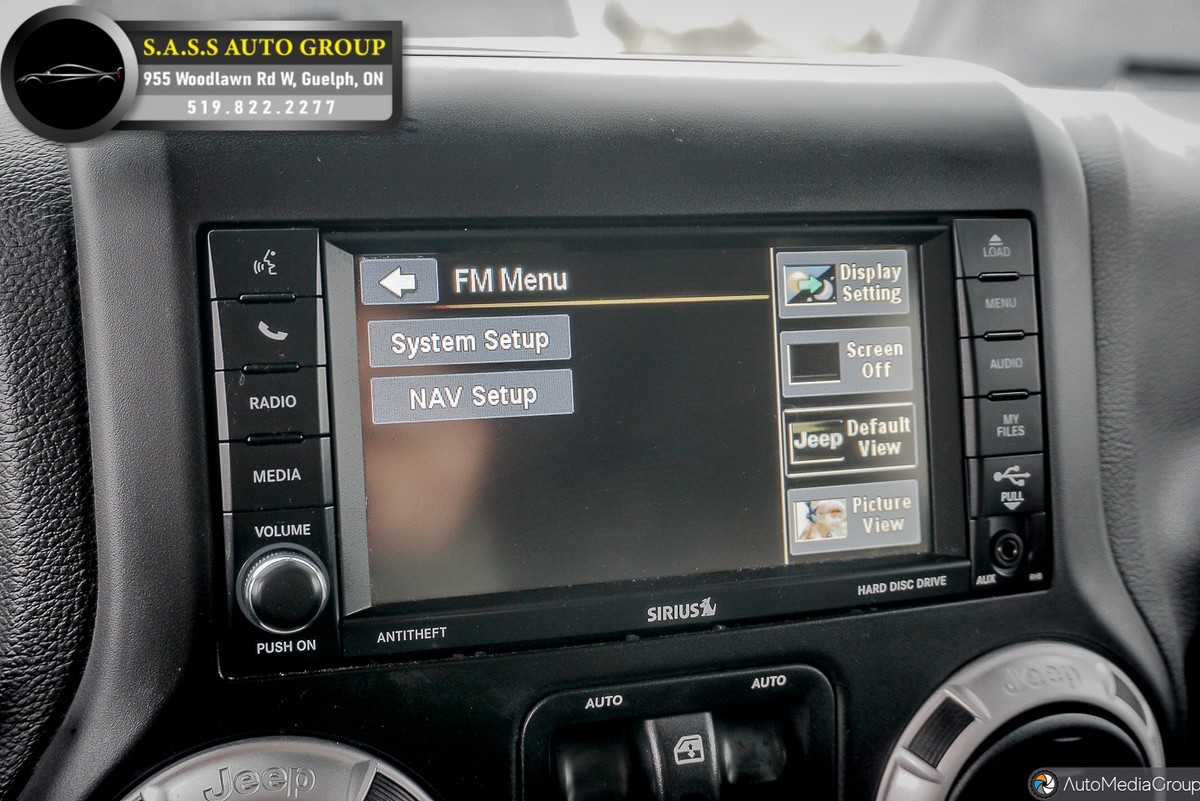 S.A.S.S AUTO GROUP
955 Woodlawn Rd W, Guelph, ON
519.822.2277
LOAD
MENU
AUDIO
MY
FILES
PULL
AUX
RADIO
MEDIA
VOLUME
PUSH ON
FM Menu
System Setup
NAV Setup
Display
Setting
Screen
Off
Jeep
Default
View
Picture
View
ANTITHEFT
SIRIUS
HARD DISC DRIVE
AUTO
AUTO
Jeep
Jeep
AutoMediaGroup